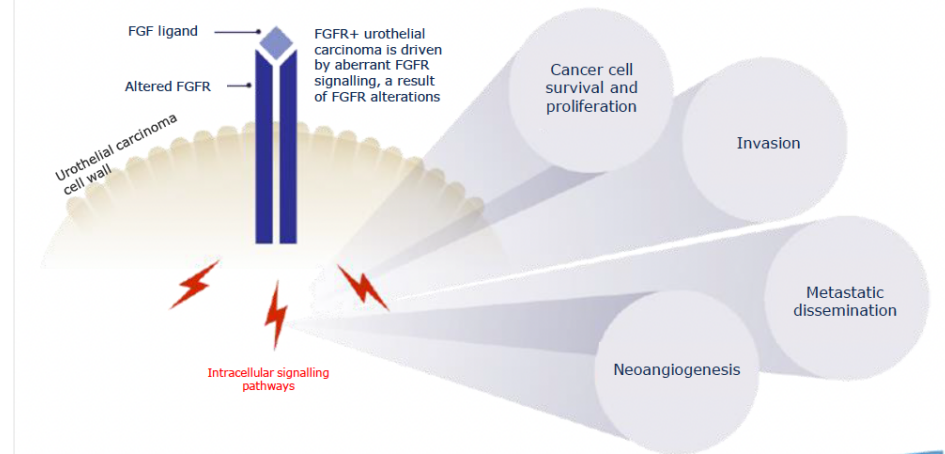 FGF ligand
Altered FGFR
FGFR+ urothelial
carcinoma is driven
by aberrant FGFR
signalling, a result
of FGFR alterations
Urothelial carcinoma
cell wall
Intracellular signalling
pathways
Cancer cell
survival and
proliferation
Invasion
Metastatic
dissemination
Neoangiogenesis